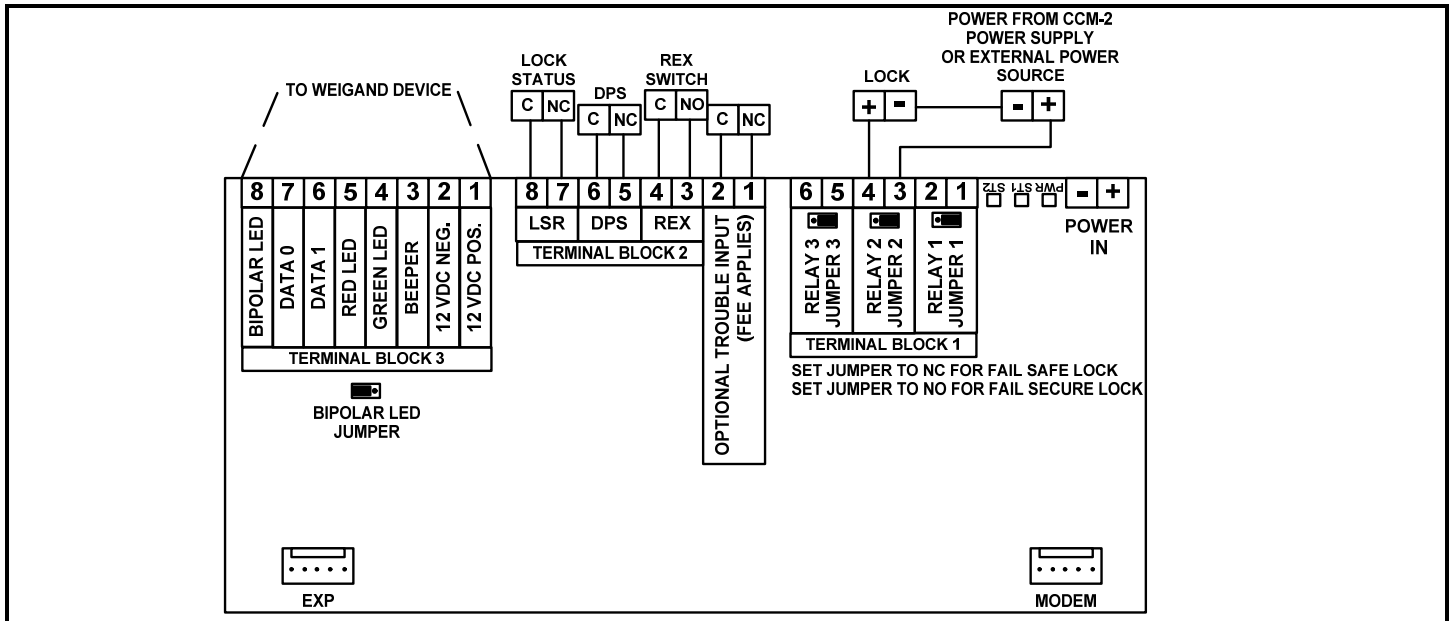 POWER FROM CCM-2
POWER SUPPLY
OR EXTERNAL POWER
SOURCE
- +
LOCK
+ -
REX
SWITCH
C NO
C NC
DPS
C NC
LOCK
STATUS
C NC
TO WEIGAND DEVICE
8 7 6 5 4 3 2 1
BIPOLAR LED
DATA 0
DATA 1
RED LED
GREEN LED
BEEPER
12 VDC NEG.
12 VDC POS.
TERMINAL BLOCK 3
BIPOLAR LED
JUMPER
8 7 6 5 4 3 2 1
LSR DPS REX
TERMINAL BLOCK 2
OPTIONAL TROUBLE INPUT
(FEE APPLIES)
6 5 4 3 2 1
RELAY 3
JUMPER 3
RELAY 2
JUMPER 2
RELAY 1
JUMPER 1
TERMINAL BLOCK 1
SET JUMPER TO NC FOR FAIL SAFE LOCK
SET JUMPER TO NO FOR FAIL SECURE LOCK
ST2 ST1 PWR
- +
POWER
IN
EXP
MODEM